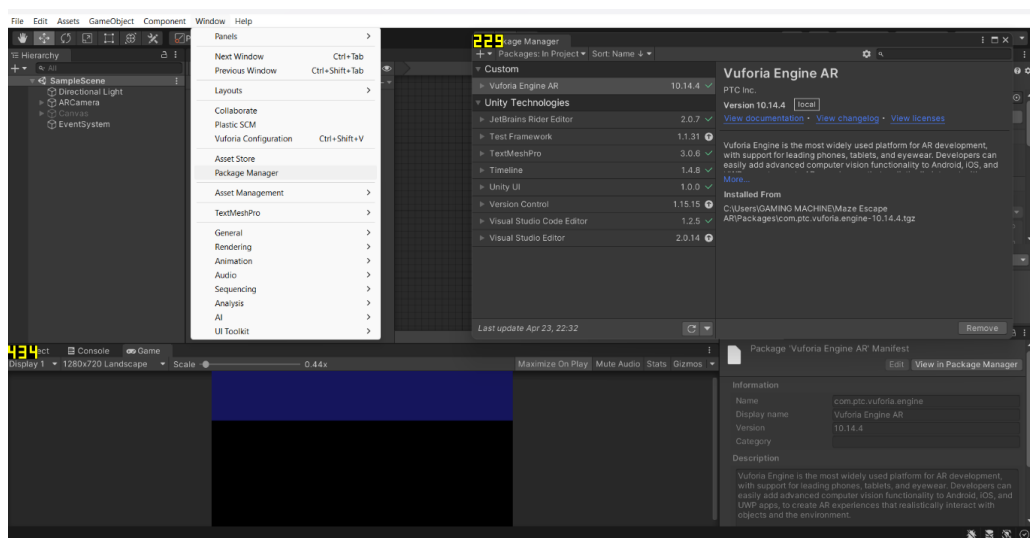 File Edit Assets GameObject Component Window Help
Hierarchy
All
SampleScene
Directional Light
ARCamera
Canvas
EventSystem
Panels
Next Window Ctrl+Tab
Previous Window Ctrl+Shift+Tab
Layouts
Collaborate
Plastic SCM
Vuforia Configuration Ctrl+Shift+V
Asset Store
Package Manager
Asset Management
TextMeshPro
General
Rendering
Animation
Audio
Sequencing
Analysis
AI
UI Toolkit
229
kage Manager
Packages: In Project Sort: Name
Custom
Vuforia Engine AR 10.14.4
Unity Technologies
JetBrains Rider Editor 2.0.7
Test Framework 1.1.31
TextMeshPro 3.0.6
Timeline 1.4.8
Unity UI 1.0.0
Version Control 1.15.15
Visual Studio Code Editor 1.2.5
Visual Studio Editor 2.0.14
Last update Apr 23, 22:32
Vuforia Engine AR
PTC Inc.
Version 10.14.4 local
View documentation • View changelog • View licenses
Vuforia Engine is the most widely used platform for AR development,
with support for leading phones, tablets, and eyewear. Developers can
easily add advanced computer vision functionality to Android, iOS, and
More...
Installed From
C:\Users\GAMING MACHINE\Maze Escape
AR\Packages\com.ptc.vuforia.engine-10.14.4.tgz
Remove
434
ect Console Game
Display 1 1280x720 Landscape Scale 0.44x Maximize On Play Mute Audio Stats Gizmos
Package 'Vuforia Engine AR' Manifest
Edit View in Package Manager
Information
Name com.ptc.vuforia.engine
Display name Vuforia Engine AR
Version 10.14.4
Category
Description
Vuforia Engine is the most widely used platform for AR development,
with support for leading phones, tablets, and eyewear. Developers can
easily add advanced computer vision functionality to Android, iOS, and
UWP apps, to create AR experiences that realistically interact with
objects and the environment.